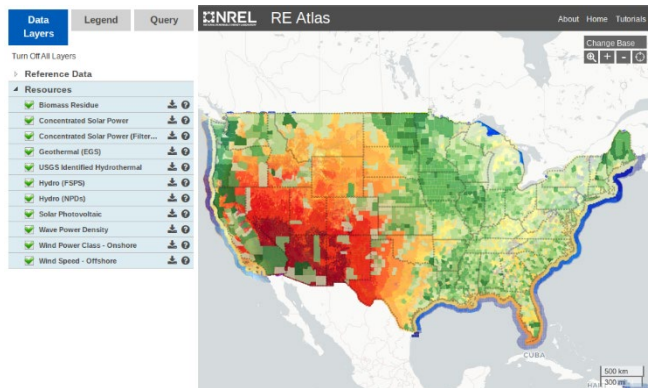 Data Layers
Legend
Query
NREL RE Atlas
About Home Tutorials
Turn Off All Layers
Reference Data
Resources
Biomass Residue
Concentrated Solar Power
Concentrated Solar Power (Filter...
Geothermal (EGS)
USGS Identified Hydrothermal
Hydro (FSPS)
Hydro (NPDs)
Solar Photovoltaic
Wave Power Density
Wind Power Class - Onshore
Wind Speed - Offshore
Change Base
CUBA
500 km
300 mi